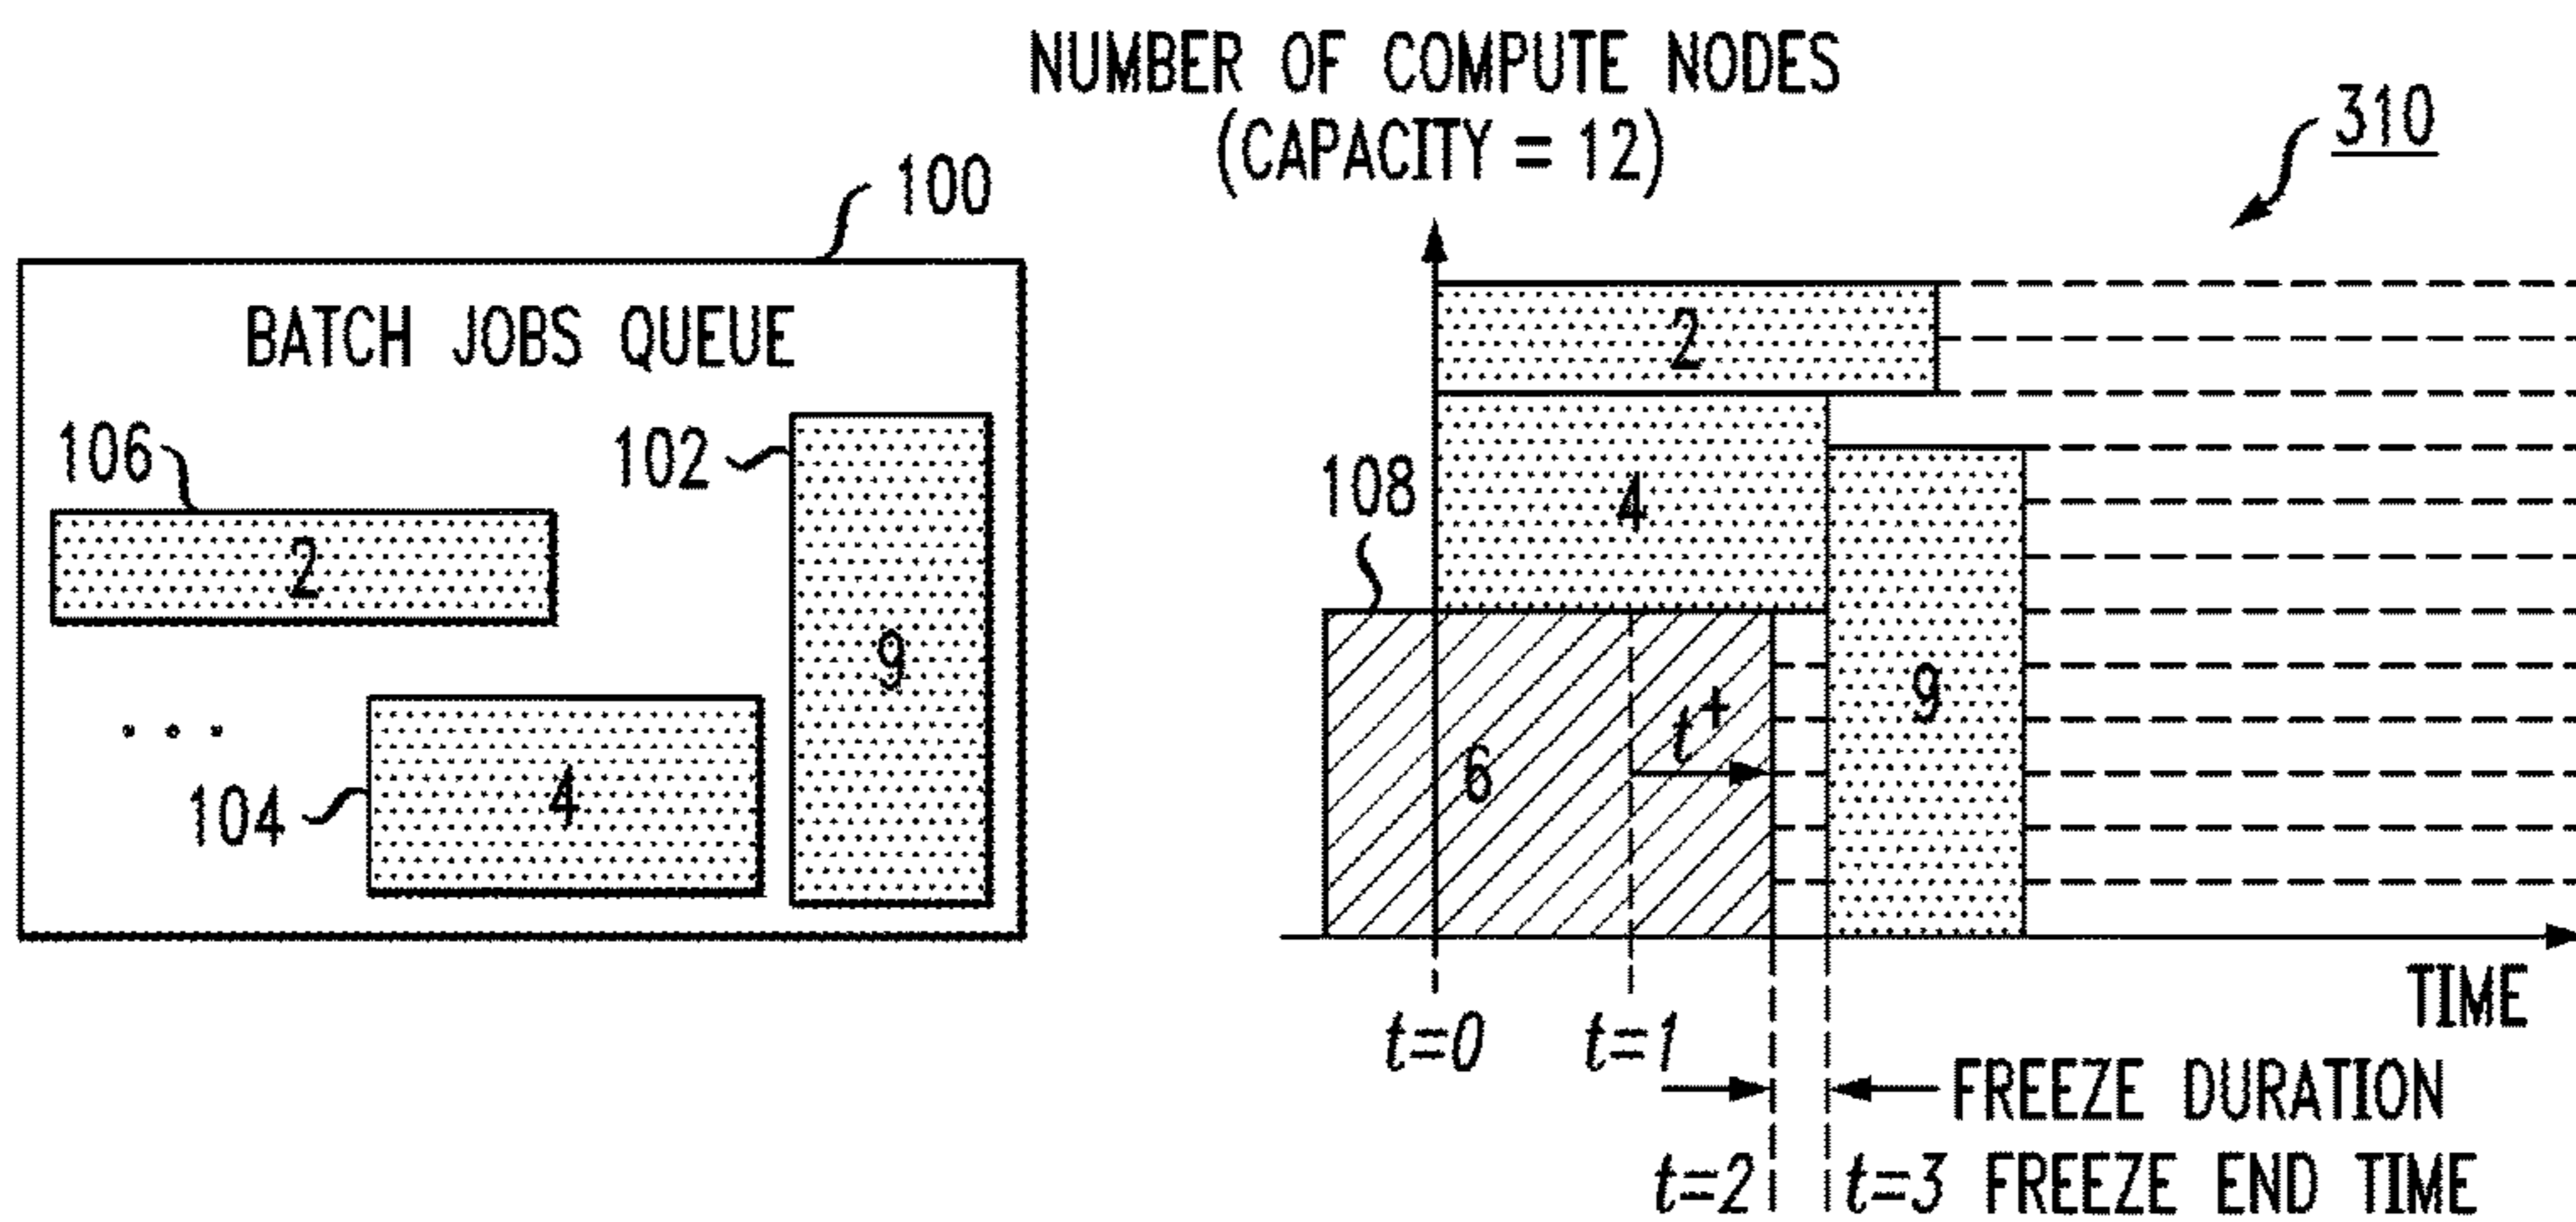 NUMBER OF COMPUTE NODES
(CAPACITY = 12)
310
100
BATCH JOBS QUEUE
106
102
2
9
104
4
. . .
2
4
108
6
t+
9
TIME
t=0
t=1
FREEZE DURATION
t=2
t=3 FREEZE END TIME